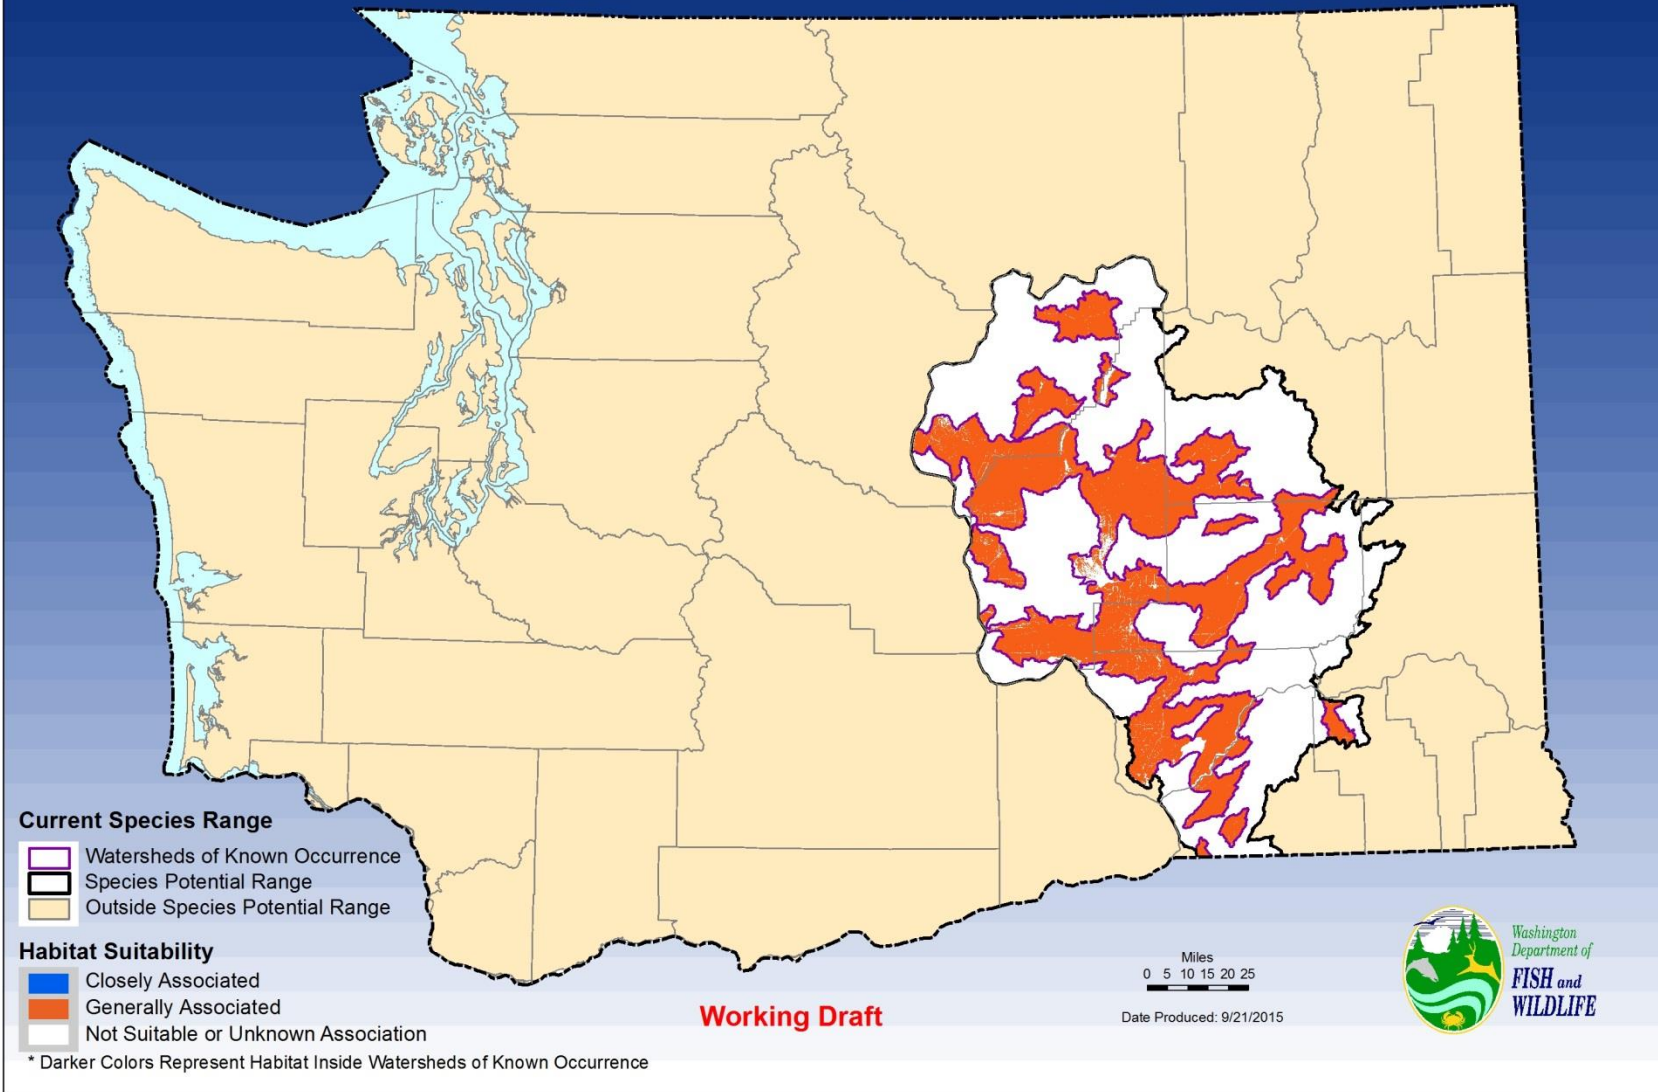 Current Species Range
Watersheds of Known Occurrence
Species Potential Range
Outside Species Potential Range
Habitat Suitability
Closely Associated
Generally Associated
Not Suitable or Unknown Association
* Darker Colors Represent Habitat Inside Watersheds of Known Occurrence
Working Draft
Miles
0 5 10 15 20 25
Date Produced: 9/21/2015
Washington
Department of
FISH and
WILDLIFE